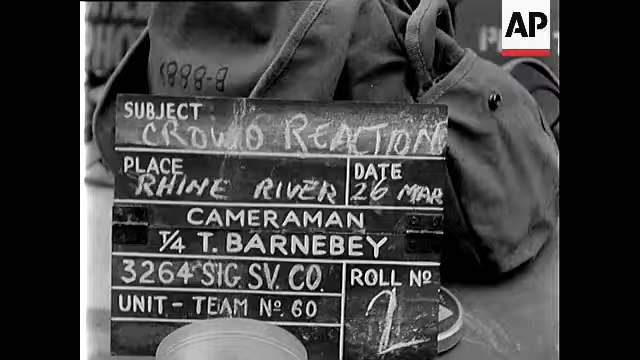 AP
8-8881
SUBJECT
CROWD REACTION
PLACE DATE
RHINE RIVER 26 MAR
CAMERAMAN
T/4 T. BARNEBEY
3264 SIG. SV. CO.
ROLL Nº
UNIT - TEAM Nº. 60
2